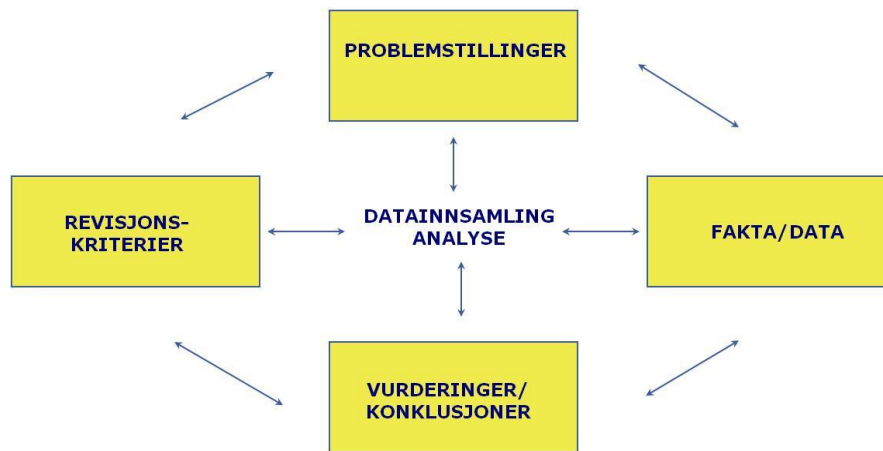 PROBLEMSTILLINGER
REVISJONS-
KRITERIER
DATAINNSAMLING
ANALYSE
FAKTA/DATA
VURDERINGER/
KONKLUSJONER